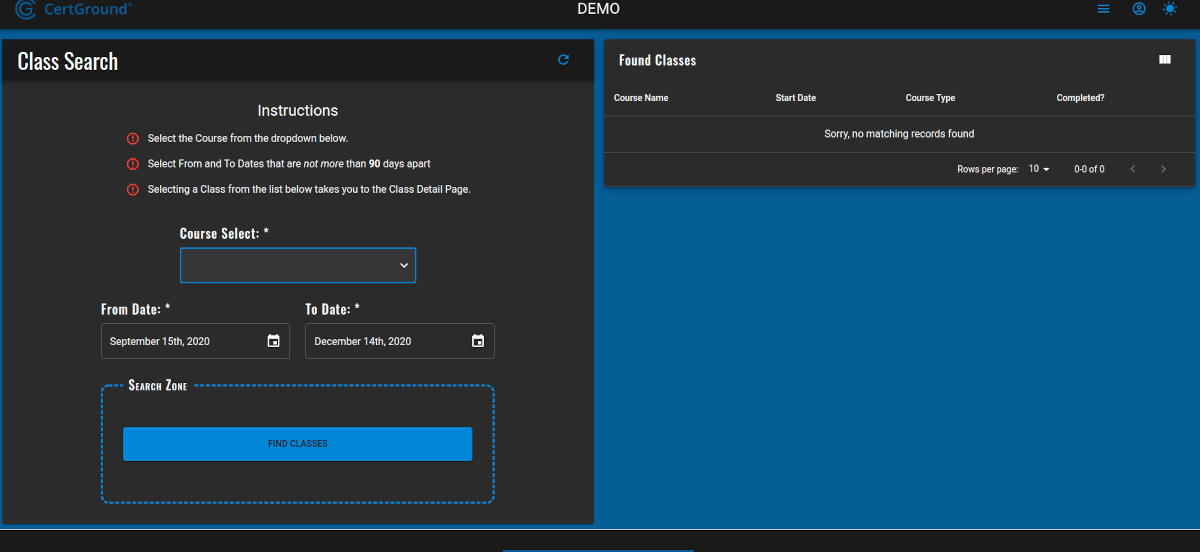 CertGround™
DEMO
Class Search
Instructions
Select the Course from the dropdown below.
Select From and To Dates that are not more than 90 days apart
Selecting a Class from the list below takes you to the Class Detail Page.
Course Select: *
From Date: * To Date: *
September 15th, 2020 December 14th, 2020
Search Zone
FIND CLASSES
Found Classes
Course Name Start Date Course Type Completed?
Sorry, no matching records found
Rows per page: 10 0-0 of 0